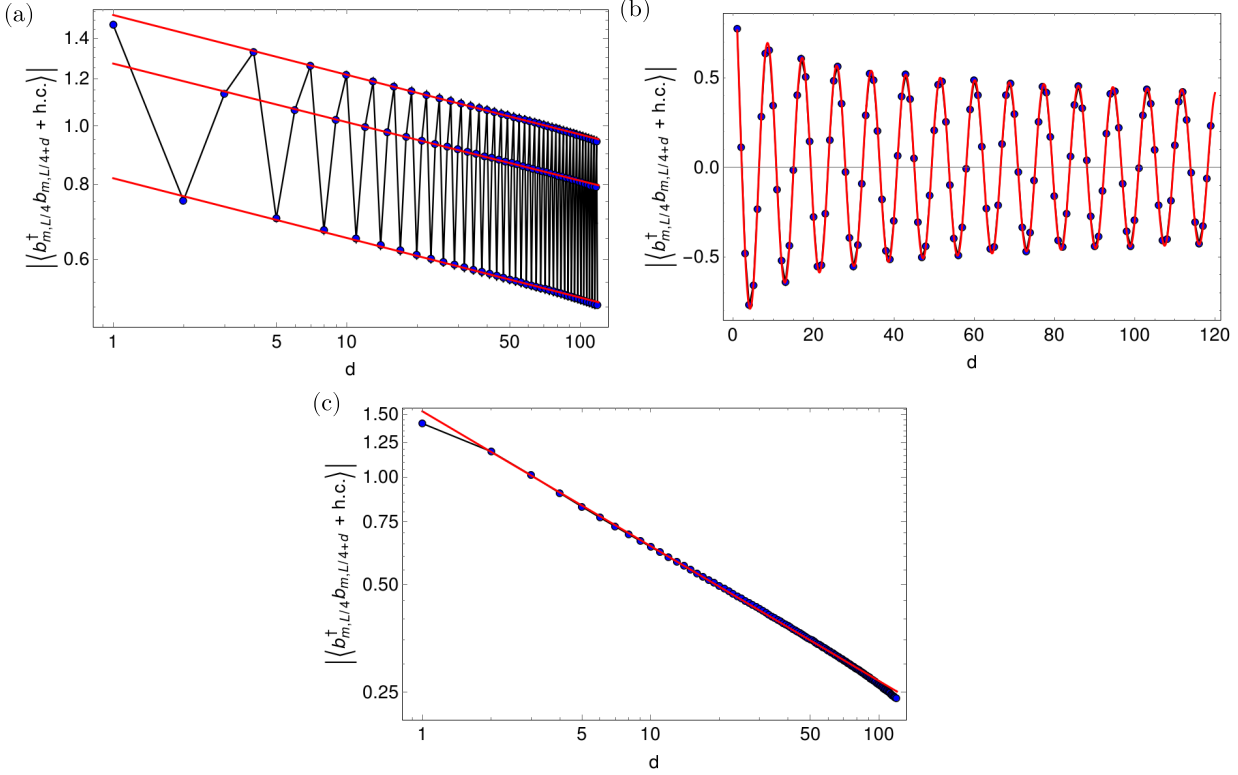 (a)
|⟨b†m,L/4 bm,L/4+d + h.c.⟩|
1.4
1.2
1.0
0.8
0.6
1 5 10 50 100
d
(b)
|⟨b†m,L/4 bm,L/4+d + h.c.⟩|
0.5
0.0
−0.5
0 20 40 60 80 100 120
d
(c)
|⟨b†m,L/4 bm,L/4+d + h.c.⟩|
1.50
1.25
1.00
0.75
0.50
0.25
1 5 10 50 100
d